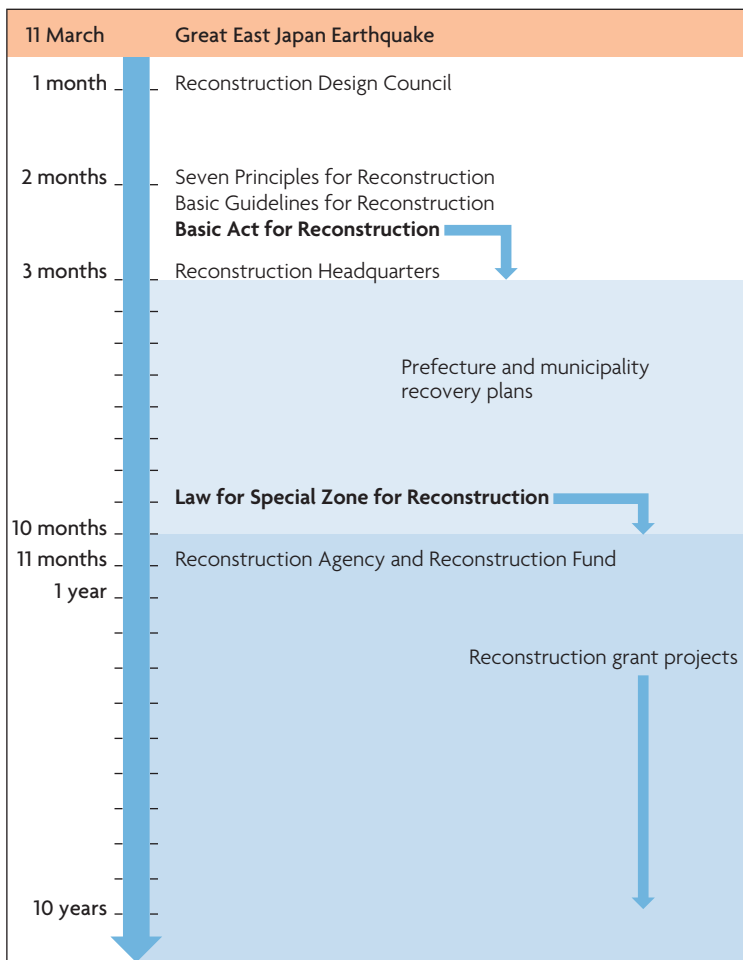 11 March Great East Japan Earthquake
1 month Reconstruction Design Council
2 months Seven Principles for Reconstruction
Basic Guidelines for Reconstruction
Basic Act for Reconstruction
3 months Reconstruction Headquarters
Prefecture and municipality
recovery plans
Law for Special Zone for Reconstruction
10 months
11 months Reconstruction Agency and Reconstruction Fund
1 year
Reconstruction grant projects
10 years